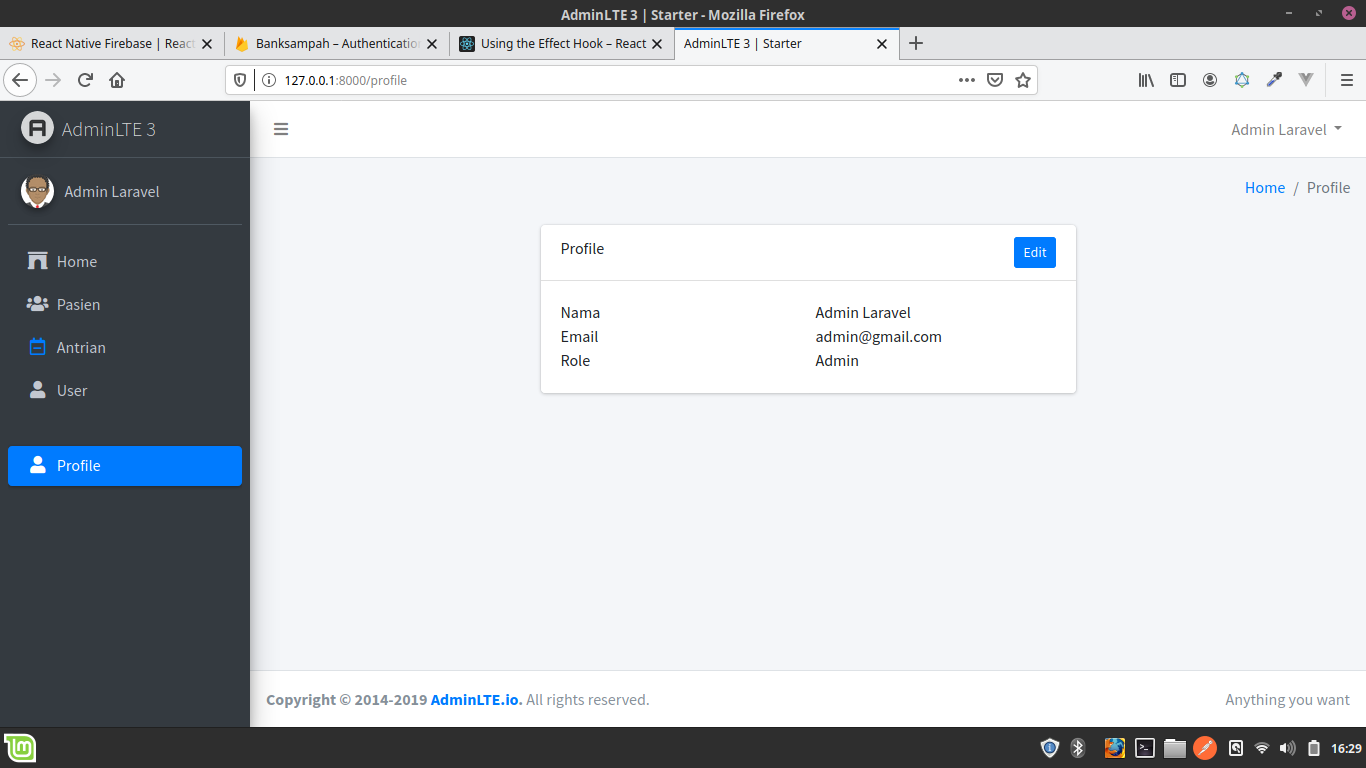 AdminLTE 3 | Starter - Mozilla Firefox
React Native Firebase | Reac
Banksampah – Authenticatio
Using the Effect Hook – React
AdminLTE 3 | Starter
127.0.0.1:8000/profile
AdminLTE 3
Admin Laravel
Admin Laravel
Home / Profile
Home
Pasien
Antrian
User
Profile
Profile
Edit
Nama Admin Laravel
Email admin@gmail.com
Role Admin
Copyright © 2014-2019 AdminLTE.io. All rights reserved.
Anything you want
16:29